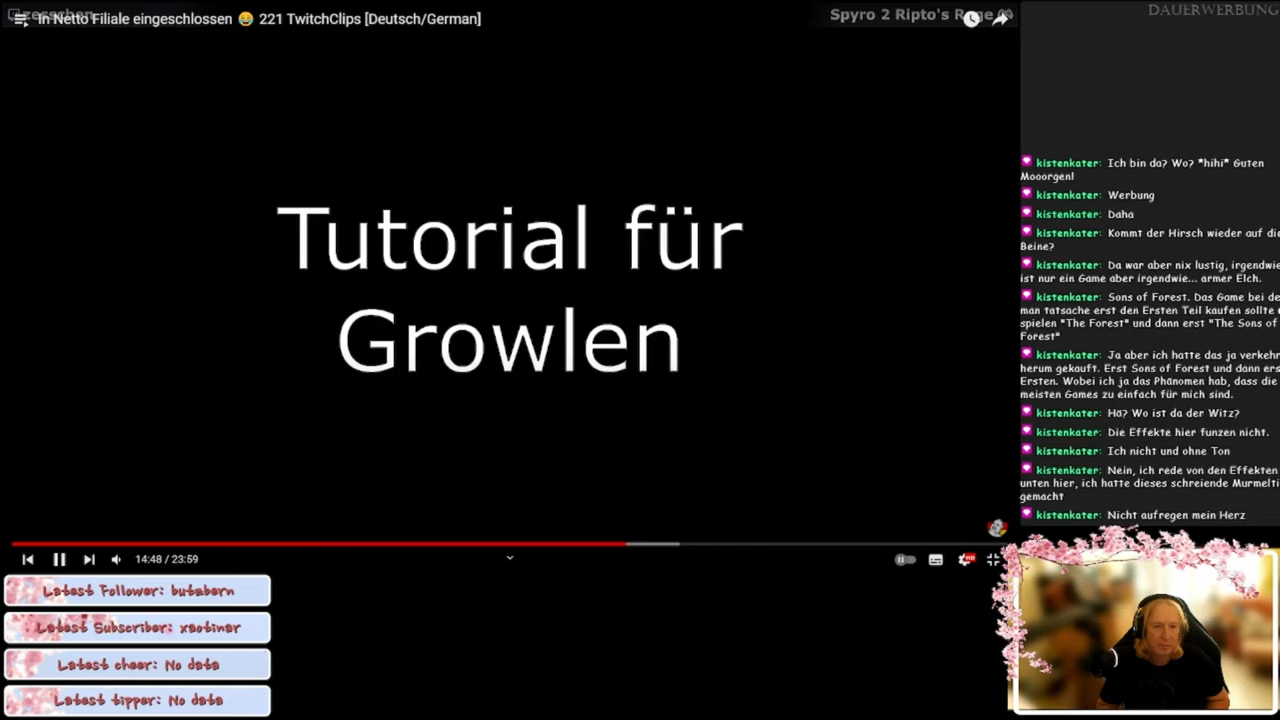 In Netto Filiale eingeschlossen 😂 221 TwitchClips [Deutsch/German]
Spyro 2 Ripto's Rage
DAUERWERBUNG
Tutorial für
Growlen
kistenkater: Ich bin da? Wo? *hihi* Guten
Mooorgen!
kistenkater: Werbung
kistenkater: Daha
kistenkater: Kommt der Hirsch wieder auf die
Beine?
kistenkater: Da war aber nix lustig, irgendwie
ist nur ein Game aber irgendwie... armer Elch.
kistenkater: Sons of Forest. Das Game bei de
man tatsache erst den Ersten Teil kaufen sollte
spielen "The Forest" und dann erst "The Sons of
Forest"
kistenkater: Ja aber ich hatte das ja verkehr
herum gekauft. Erst Sons of Forest und dann ers
Ersten. Wobei ich ja das Phänomen hab, dass die
meisten Games zu einfach für mich sind.
kistenkater: Hä? Wo ist da der Witz?
kistenkater: Die Effekte hier funzen nicht.
kistenkater: Ich nicht und ohne Ton
kistenkater: Nein, ich rede von den Effekten
unten hier, ich hatte dieses schreiende Murmelti
gemacht
kistenkater: Nicht aufregen mein Herz
14:48 / 23:59
HD
Latest Follower: butzbern
Latest Subscriber: xaotinar
Latest cheer: No data
Latest tipper: No data